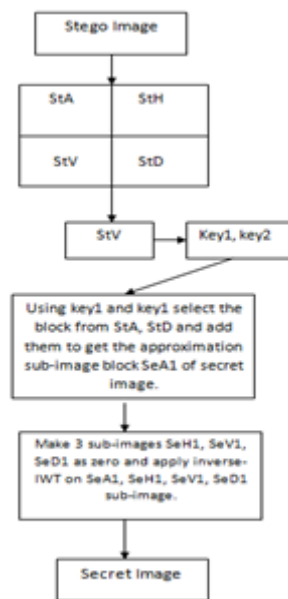 Stego Image
StA StH
StV StD
StV Key1, key2
Using key1 and key1 select the
block from StA, StD and add
them to get the approximation
sub-image block SeA1 of secret
image.
Make 3 sub-images SeH1, SeV1,
SeD1 as zero and apply inverse-
IWT on SeA1, SeH1, SeV1, SeD1
sub-image.
Secret Image